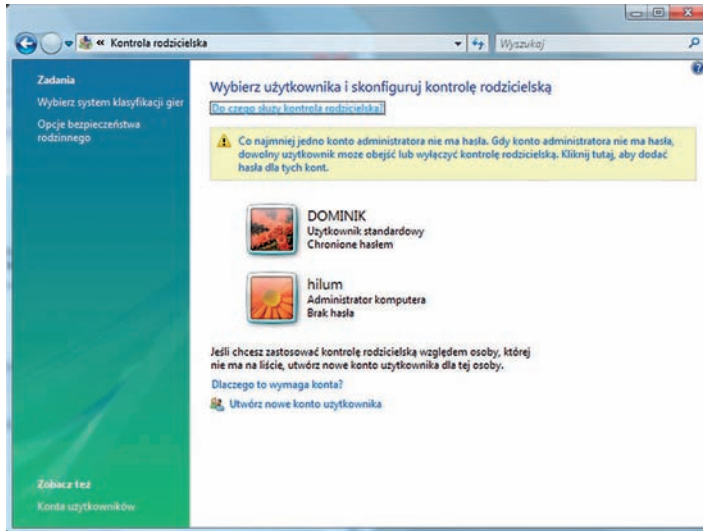 « Kontrola rodzicielska
Wyszukaj
Zadania
Wybierz system klasyfikacji gier
Opcje bezpieczeństwa
rodzinnego
Wybierz użytkownika i skonfiguruj kontrolę rodzicielską
Do czego służy kontrola rodzicielska?
Co najmniej jedno konto administratora nie ma hasła. Gdy konto administratora nie ma hasła,
dowolny użytkownik może obejść lub wyłączyć kontrolę rodzicielską. Kliknij tutaj, aby dodać
hasła dla tych kont.
DOMINIK
Użytkownik standardowy
Chronione hasłem
hilum
Administrator komputera
Brak hasła
Jeśli chcesz zastosować kontrolę rodzicielską względem osoby, której
nie ma na liście, utwórz nowe konto użytkownika dla tej osoby.
Dlaczego to wymaga konta?
Utwórz nowe konto użytkownika
Zobacz też
Konta użytkowników